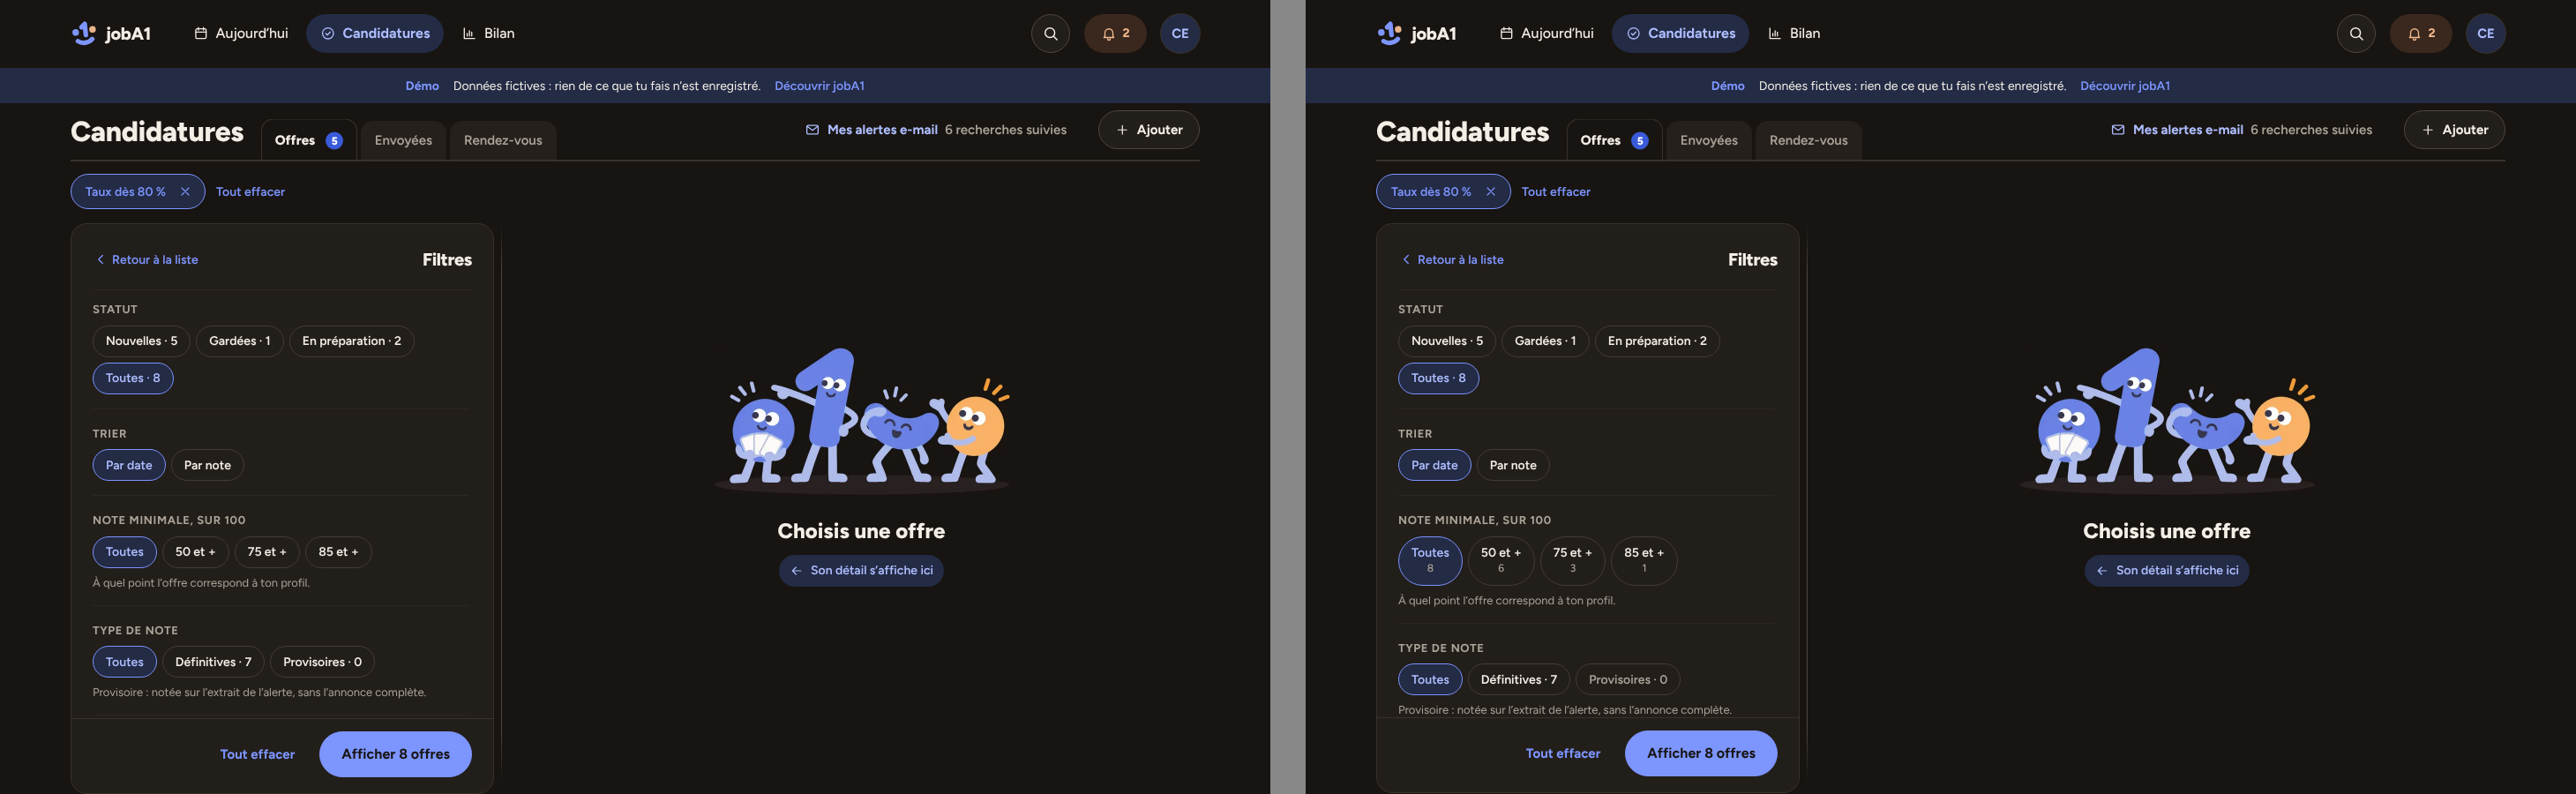 jobA1 Aujourd'hui Candidatures Bilan 2 CE
Démo Données fictives : rien de ce que tu fais n'est enregistré. Découvrir jobA1
Candidatures Offres 5 Envoyées Rendez-vous Mes alertes e-mail 6 recherches suivies + Ajouter
Taux dès 80 % × Tout effacer
Retour à la liste Filtres
STATUT
Nouvelles · 5 Gardées · 1 En préparation · 2
Toutes · 8
TRIER
Par date Par note
NOTE MINIMALE, SUR 100
Toutes 50 et + 75 et + 85 et +
À quel point l'offre correspond à ton profil.
TYPE DE NOTE
Toutes Définitives · 7 Provisoires · 0
Provisoire : notée sur l'extrait de l'alerte, sans l'annonce complète.
Tout effacer Afficher 8 offres
Choisis une offre
← Son détail s'affiche ici
jobA1 Aujourd'hui Candidatures Bilan 2 CE
Démo Données fictives : rien de ce que tu fais n'est enregistré. Découvrir jobA1
Candidatures Offres 5 Envoyées Rendez-vous Mes alertes e-mail 6 recherches suivies + Ajouter
Taux dès 80 % × Tout effacer
Retour à la liste Filtres
STATUT
Nouvelles · 5 Gardées · 1 En préparation · 2
Toutes · 8
TRIER
Par date Par note
NOTE MINIMALE, SUR 100
Toutes 50 et + 75 et + 85 et +
8 6 3 1
À quel point l'offre correspond à ton profil.
TYPE DE NOTE
Toutes Définitives · 7 Provisoires · 0
Provisoire : notée sur l'extrait de l'alerte, sans l'annonce complète.
Tout effacer Afficher 8 offres
Choisis une offre
← Son détail s'affiche ici